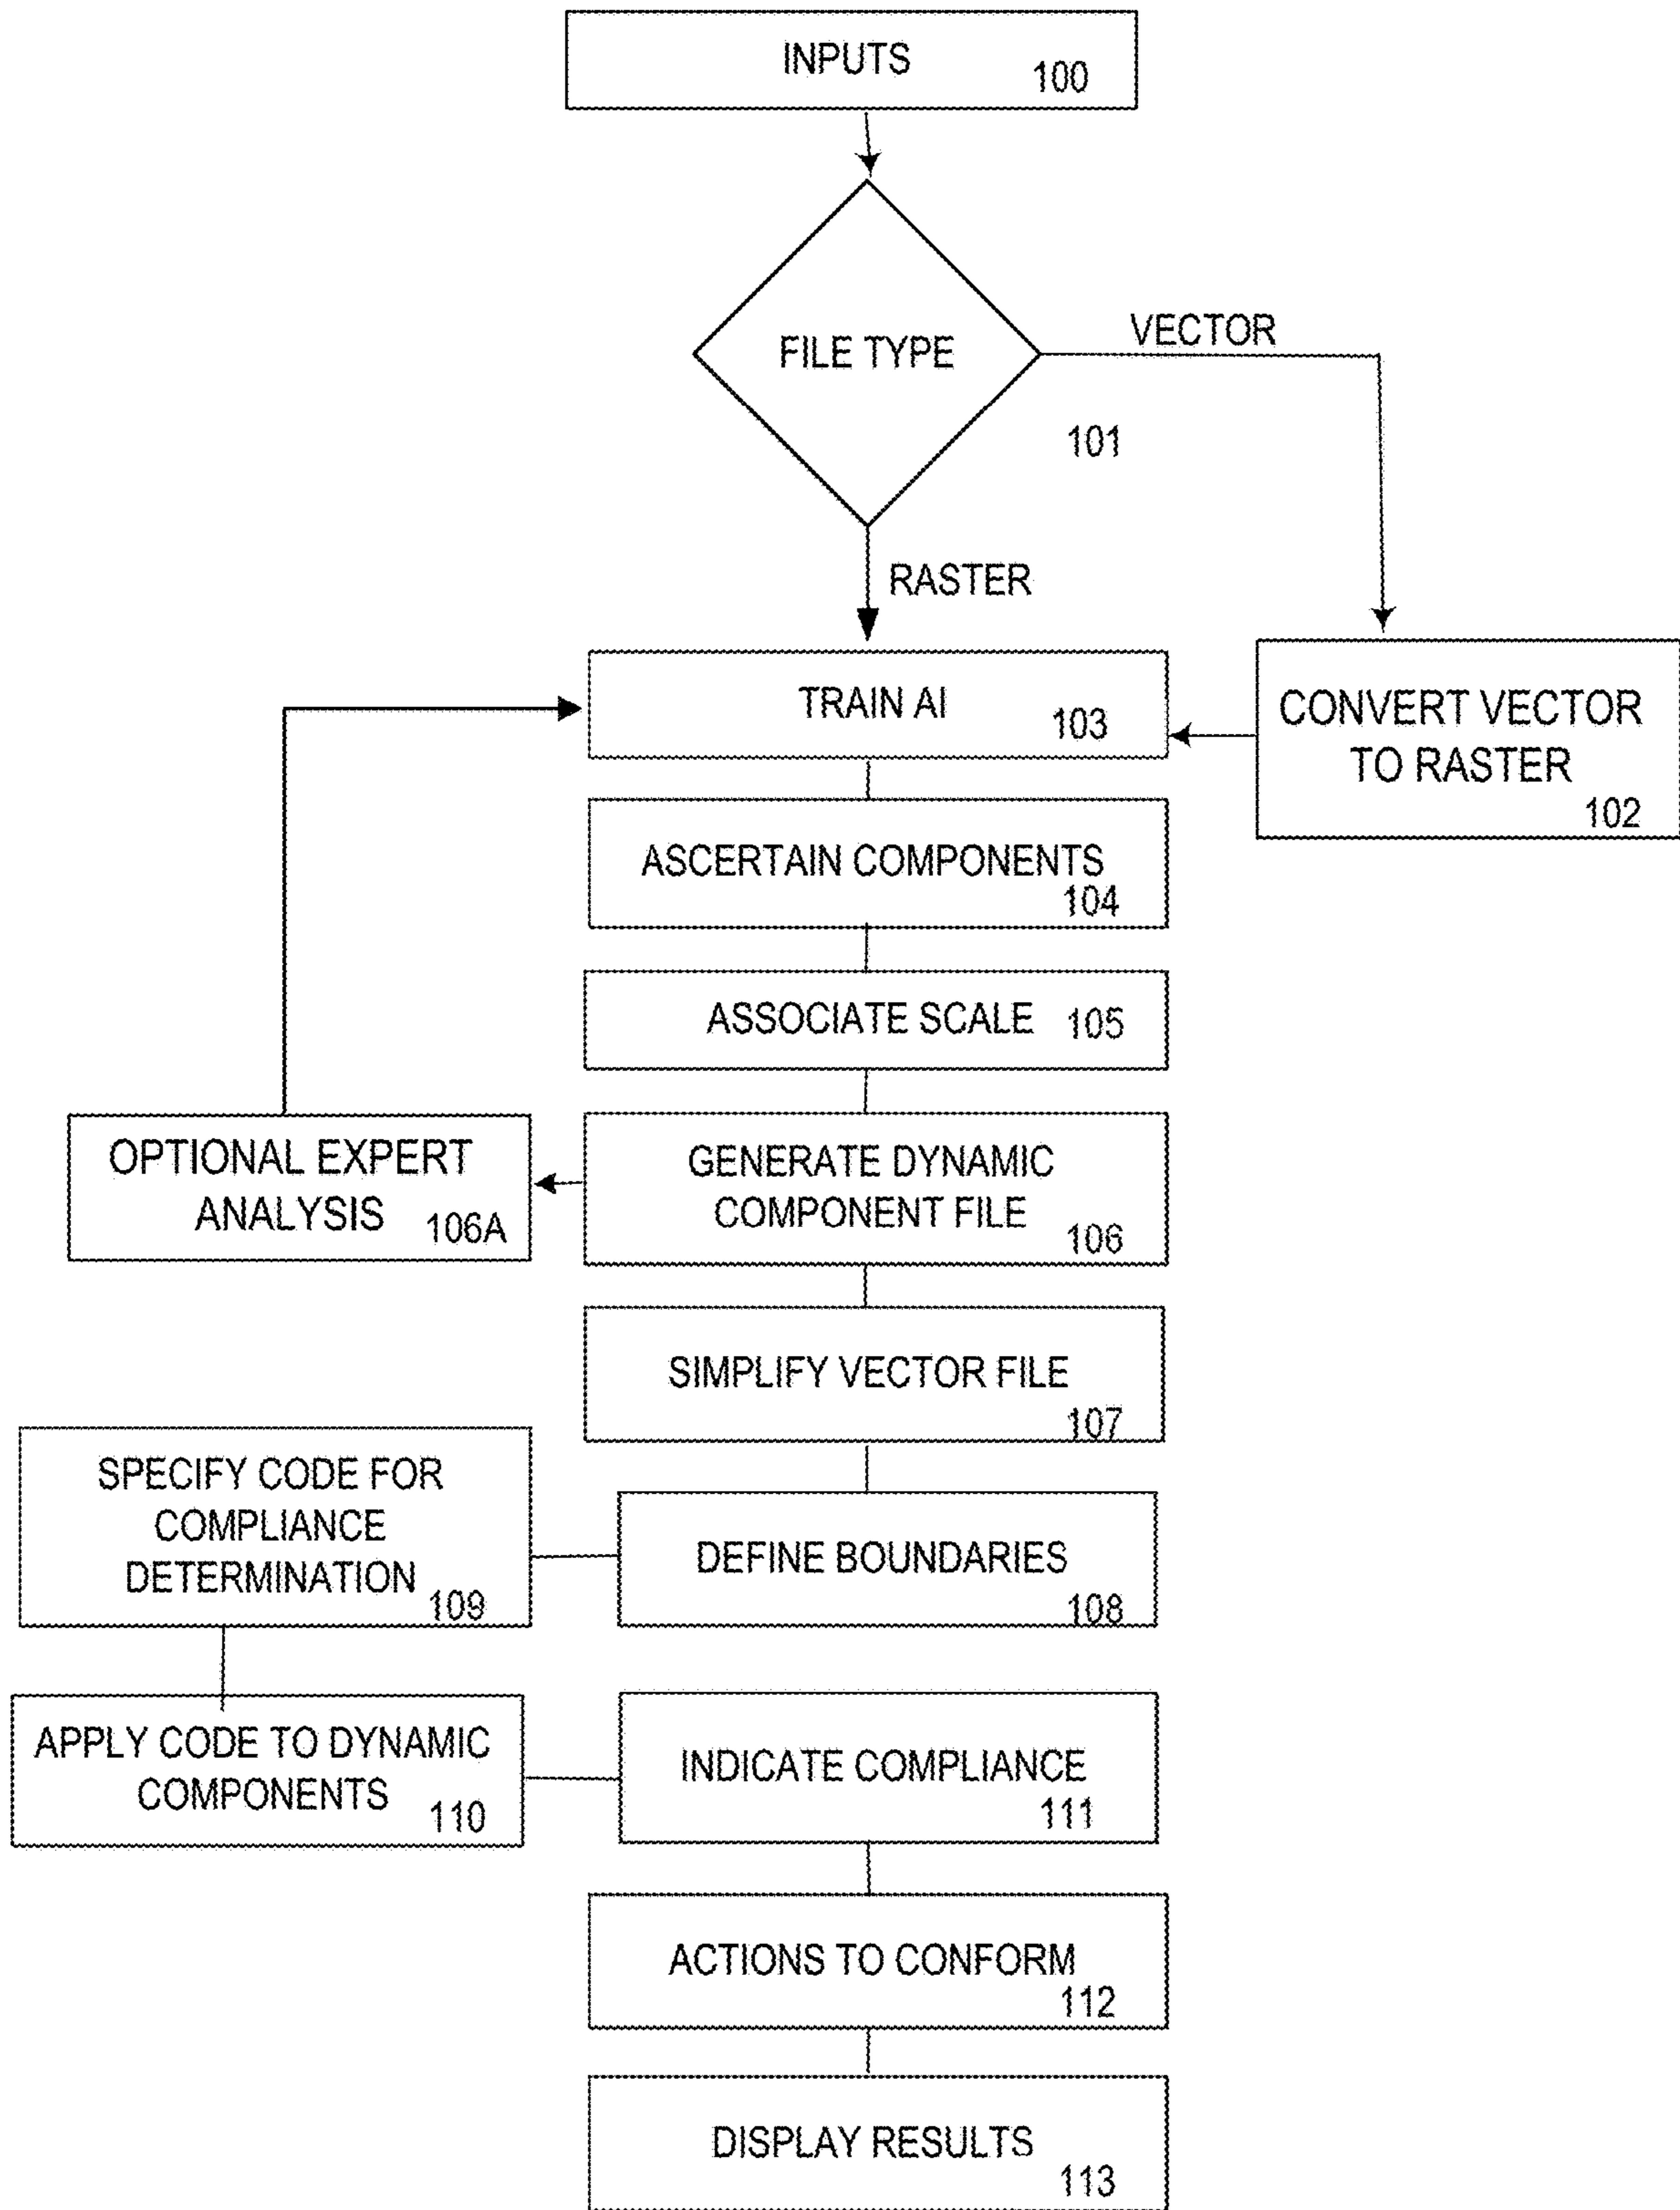 INPUTS
100
FILE TYPE
VECTOR
101
RASTER
TRAIN AI
103
CONVERT VECTOR
TO RASTER
102
ASCERTAIN COMPONENTS
104
ASSOCIATE SCALE 105
OPTIONAL EXPERT
ANALYSIS
106A
GENERATE DYNAMIC
COMPONENT FILE
106
SIMPLIFY VECTOR FILE
107
SPECIFY CODE FOR
COMPLIANCE
DETERMINATION
109
DEFINE BOUNDARIES
108
APPLY CODE TO DYNAMIC
COMPONENTS
110
INDICATE COMPLIANCE
111
ACTIONS TO CONFORM
112
DISPLAY RESULTS
113